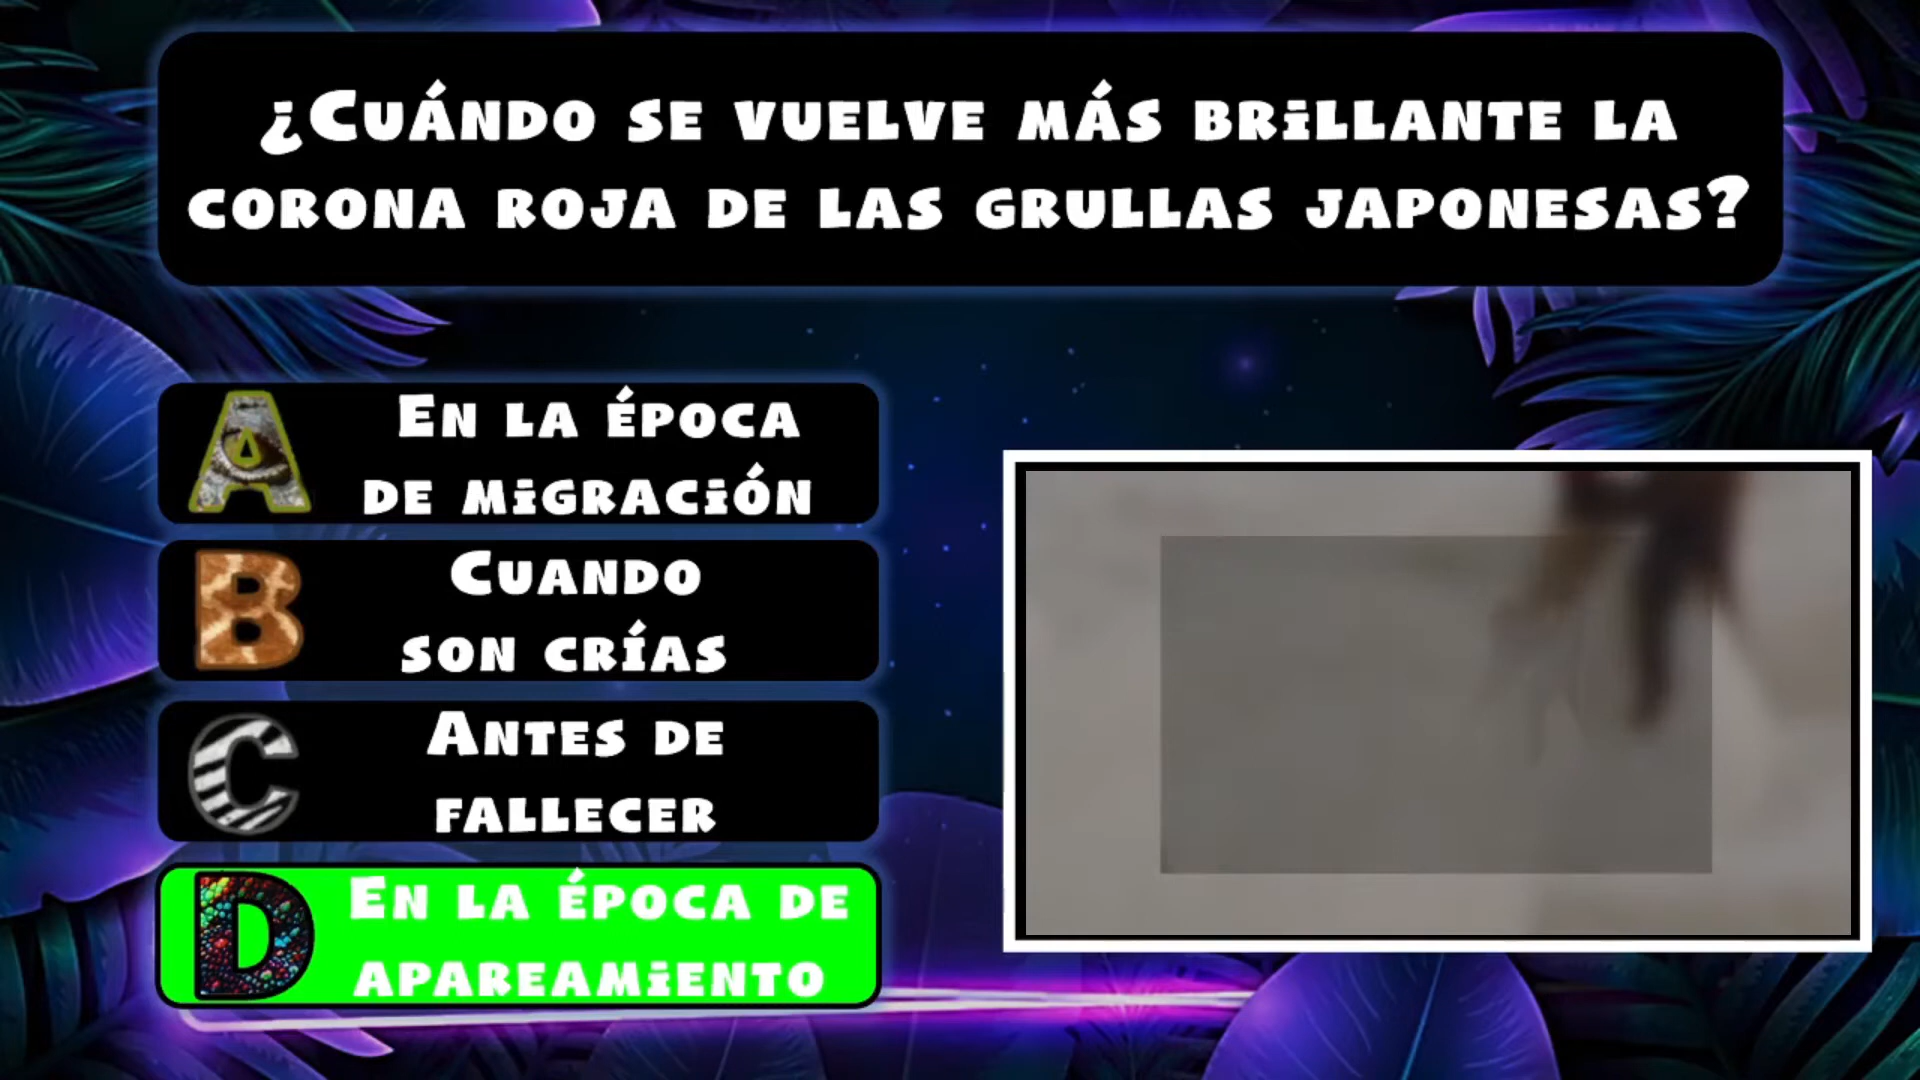 ¿Cuándo se vuelve más brillante la
corona roja de las grullas japonesas?
A En la época
de migración
B Cuando
son crías
C Antes de
fallecer
D En la época de
apareamiento